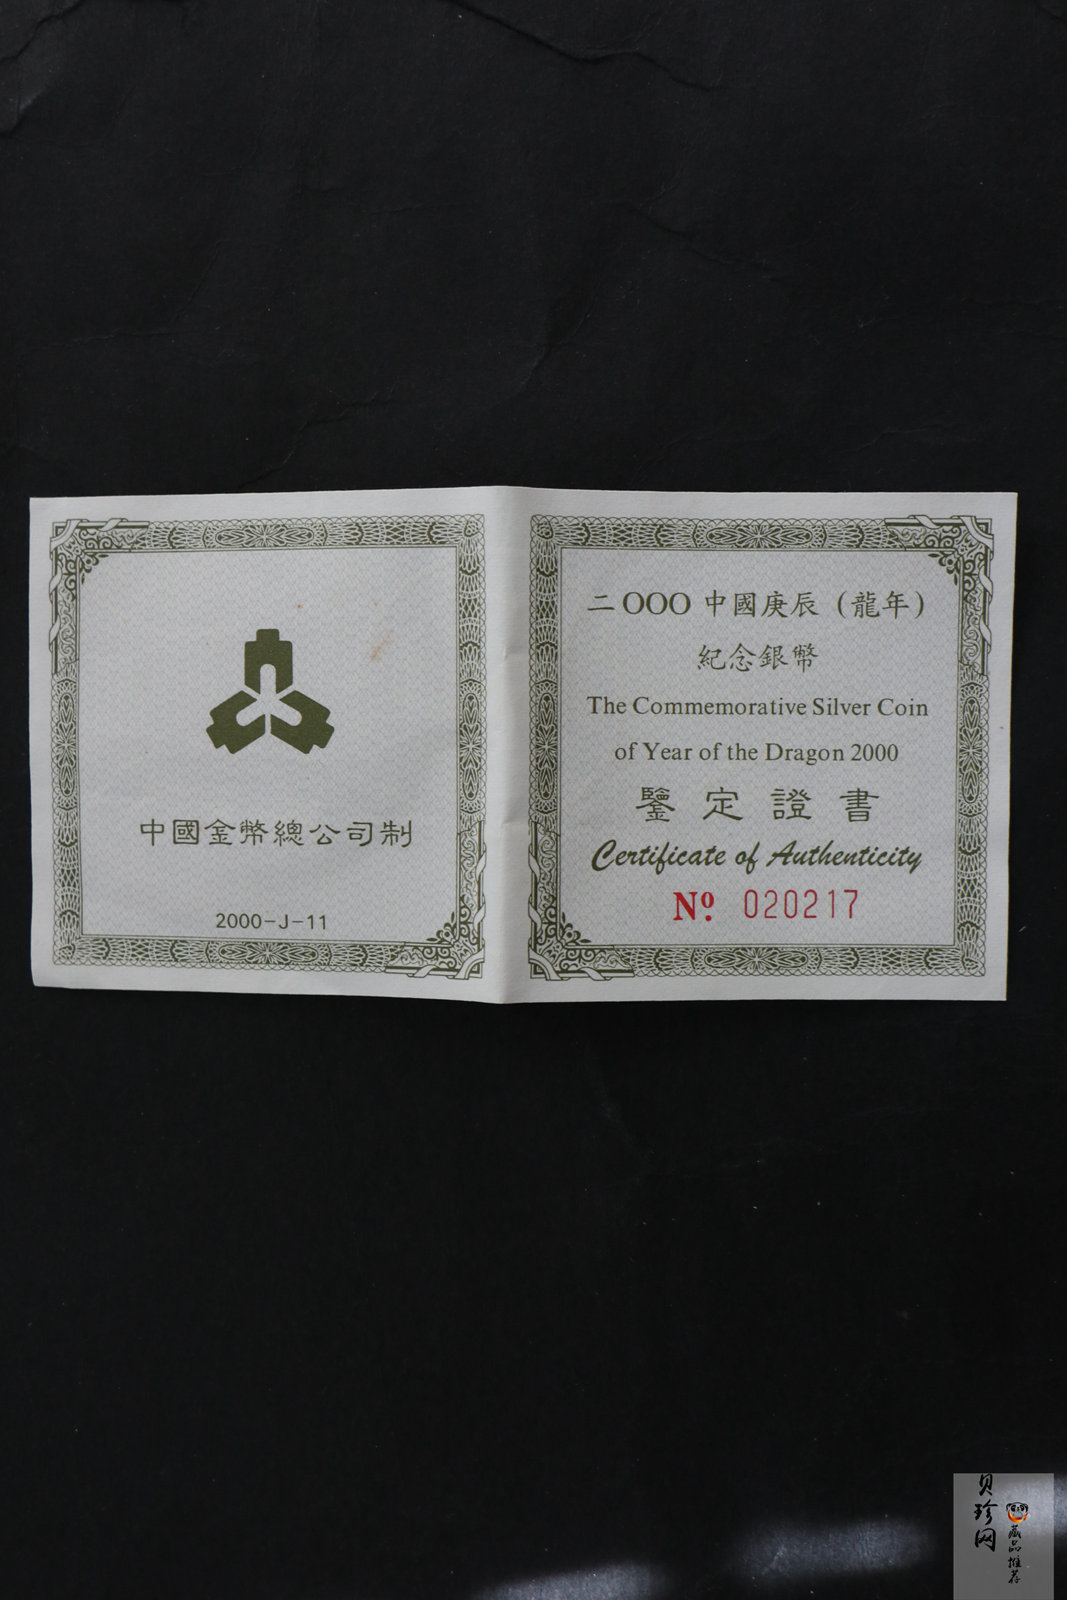 中國金幣總公司制
2000-J-11
二OOO中國庚辰（龍年）
紀念銀幣
The Commemorative Silver Coin
of Year of the Dragon 2000
鑒定證書
Certificate of Authenticity
Nº. 020217
贝珍网
藏品推荐